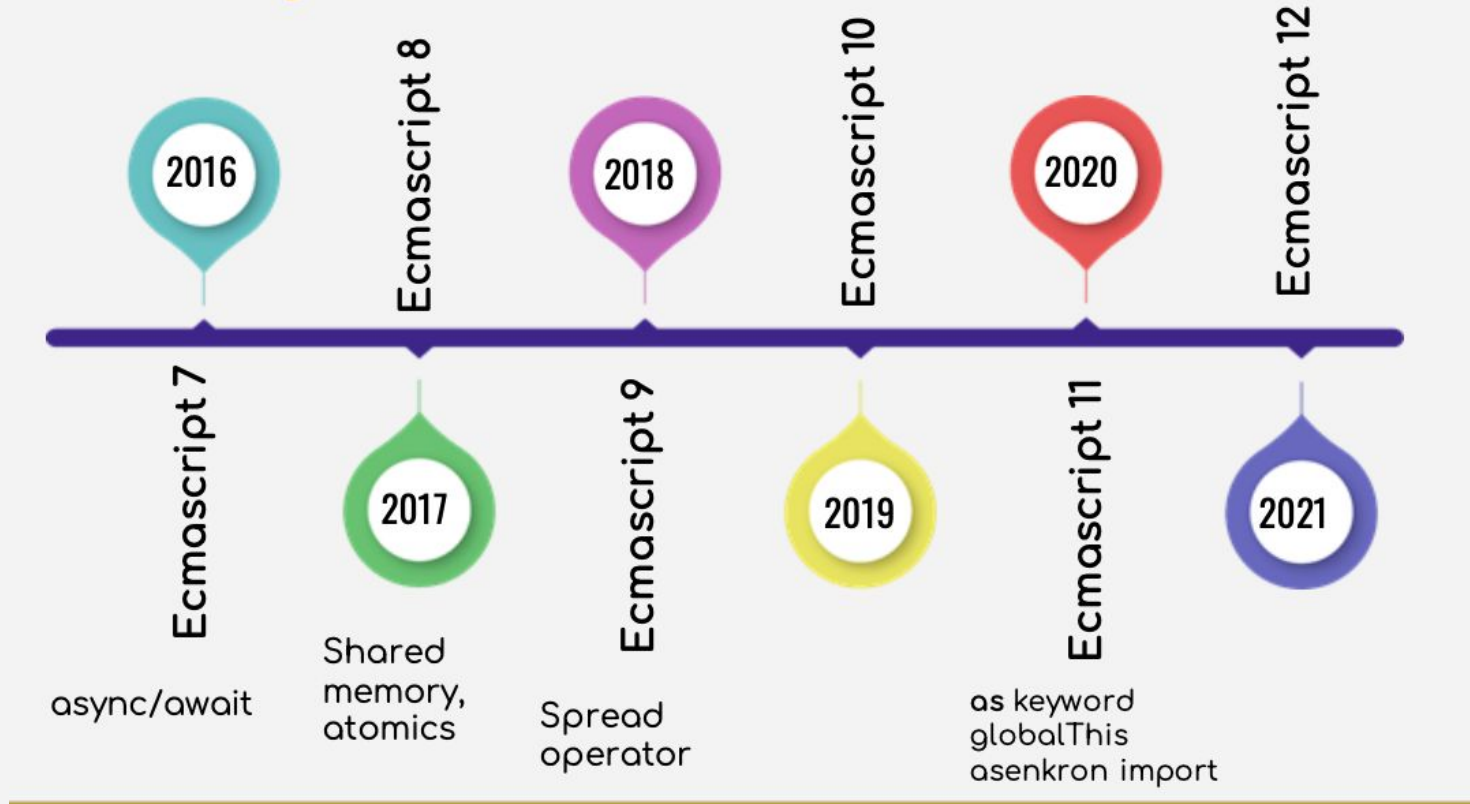 2016
Ecmascript 7
async/await
Ecmascript 8
2017
Shared
memory,
atomics
2018
Ecmascript 9
Spread
operator
Ecmascript 10
2019
2020
Ecmascript 11
as keyword
globalThis
asenkron import
Ecmascript 12
2021